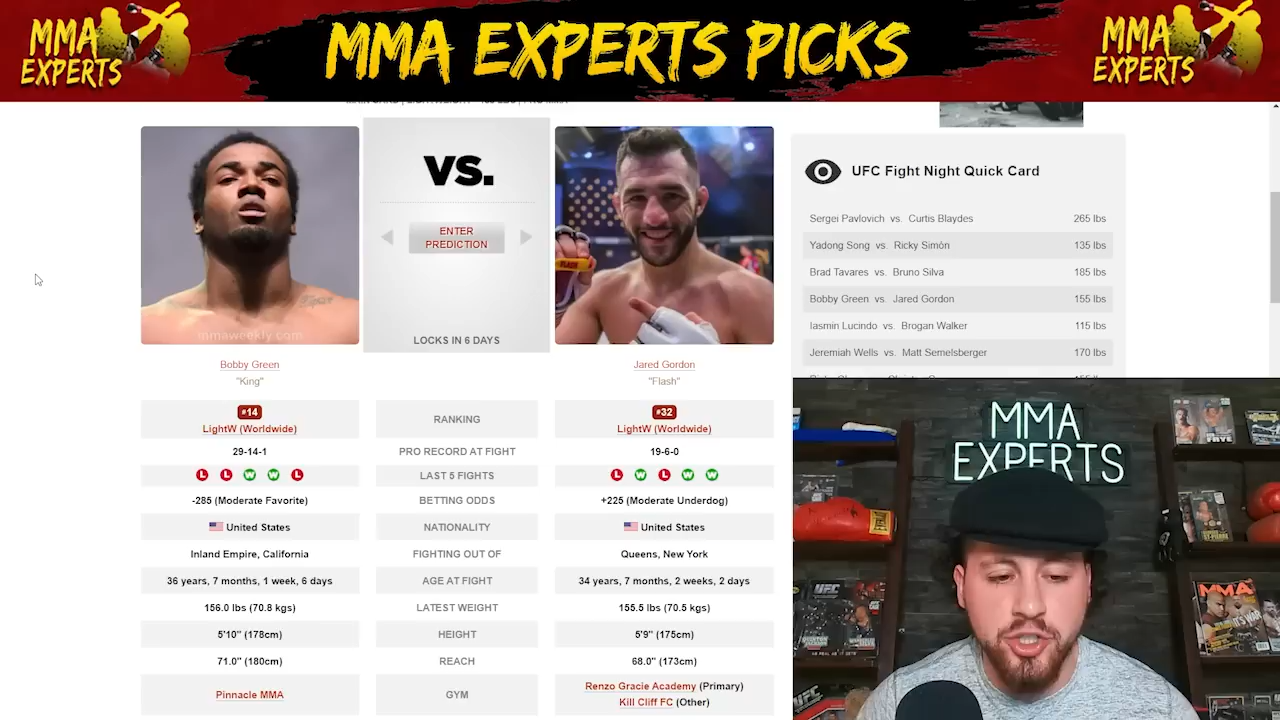 MMA EXPERTS
MMA EXPERTS PICKS
MMA EXPERTS
VS.
ENTER
PREDICTION
LOCKS IN 6 DAYS
mmaweekly.com
Bobby Green
"King"
Jared Gordon
"Flash"
#14
LightW (Worldwide)
RANKING
#32
LightW (Worldwide)
29-14-1
PRO RECORD AT FIGHT
19-6-0
L L W W L
LAST 5 FIGHTS
L W L W W
-285 (Moderate Favorite)
BETTING ODDS
+225 (Moderate Underdog)
United States
NATIONALITY
United States
Inland Empire, California
FIGHTING OUT OF
Queens, New York
36 years, 7 months, 1 week, 6 days
AGE AT FIGHT
34 years, 7 months, 2 weeks, 2 days
156.0 lbs (70.8 kgs)
LATEST WEIGHT
155.5 lbs (70.5 kgs)
5'10" (178cm)
HEIGHT
5'9" (175cm)
71.0" (180cm)
REACH
68.0" (173cm)
Pinnacle MMA
GYM
Renzo Gracie Academy (Primary)
Kill Cliff FC (Other)
UFC Fight Night Quick Card
Sergei Pavlovich vs. Curtis Blaydes 265 lbs
Yadong Song vs. Ricky Simón 135 lbs
Brad Tavares vs. Bruno Silva 185 lbs
Bobby Green vs. Jared Gordon 155 lbs
Iasmin Lucindo vs. Brogan Walker 115 lbs
Jeremiah Wells vs. Matt Semelsberger 170 lbs
MMA
EXPERTS
UFC
UFC
MMA
UFC